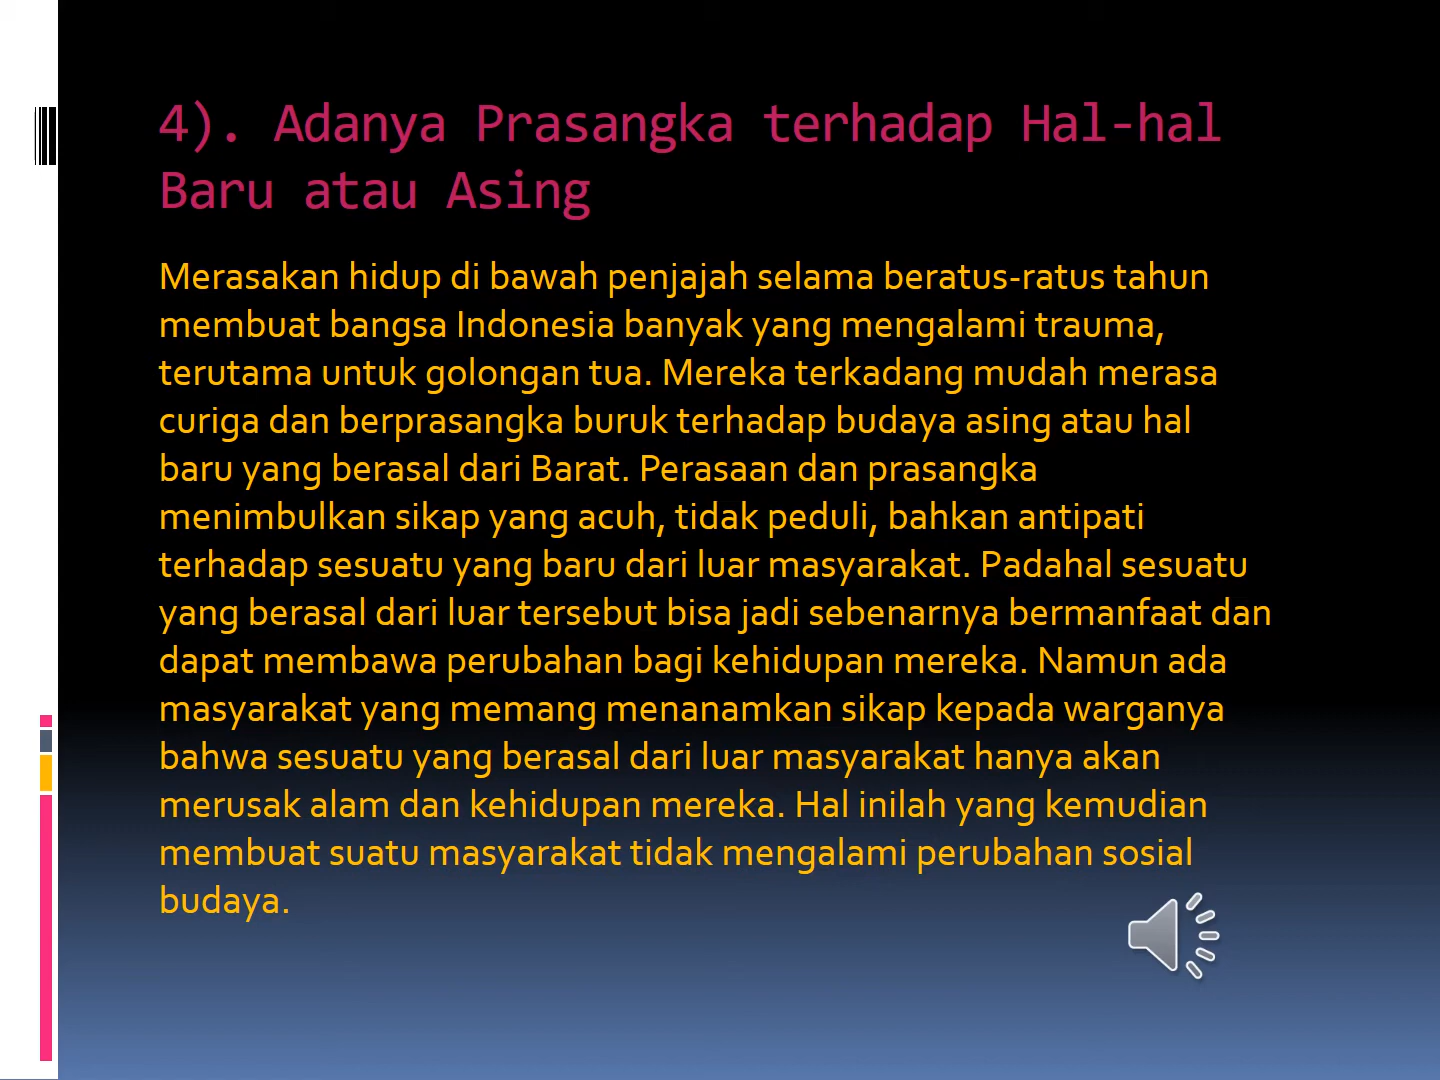 4). Adanya Prasangka terhadap Hal-hal
Baru atau Asing
Merasakan hidup di bawah penjajah selama beratus-ratus tahun
membuat bangsa Indonesia banyak yang mengalami trauma,
terutama untuk golongan tua. Mereka terkadang mudah merasa
curiga dan berprasangka buruk terhadap budaya asing atau hal
baru yang berasal dari Barat. Perasaan dan prasangka
menimbulkan sikap yang acuh, tidak peduli, bahkan antipati
terhadap sesuatu yang baru dari luar masyarakat. Padahal sesuatu
yang berasal dari luar tersebut bisa jadi sebenarnya bermanfaat dan
dapat membawa perubahan bagi kehidupan mereka. Namun ada
masyarakat yang memang menanamkan sikap kepada warganya
bahwa sesuatu yang berasal dari luar masyarakat hanya akan
merusak alam dan kehidupan mereka. Hal inilah yang kemudian
membuat suatu masyarakat tidak mengalami perubahan sosial
budaya.